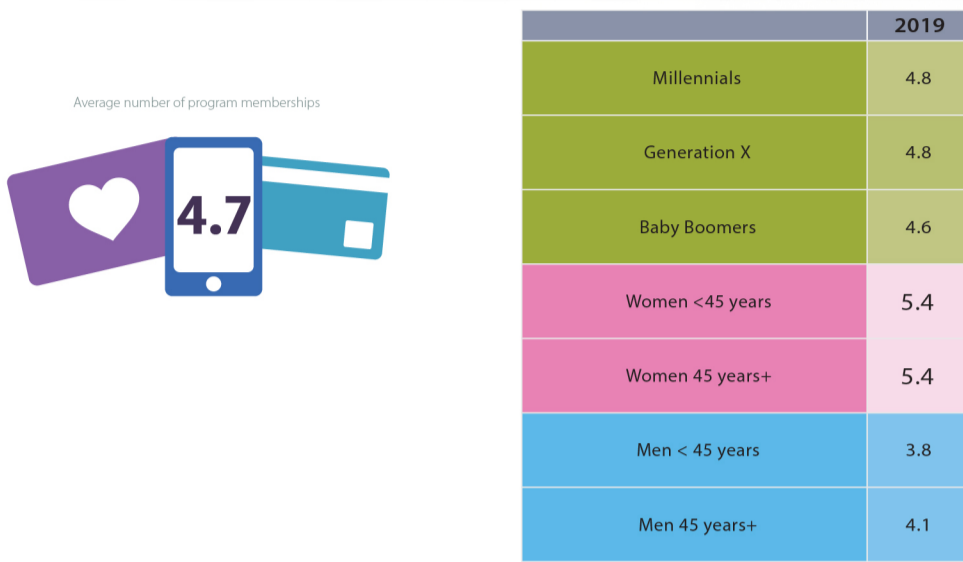 Average number of program memberships
4.7
2019
Millennials 4.8
Generation X 4.8
Baby Boomers 4.6
Women <45 years 5.4
Women 45 years+ 5.4
Men < 45 years 3.8
Men 45 years+ 4.1